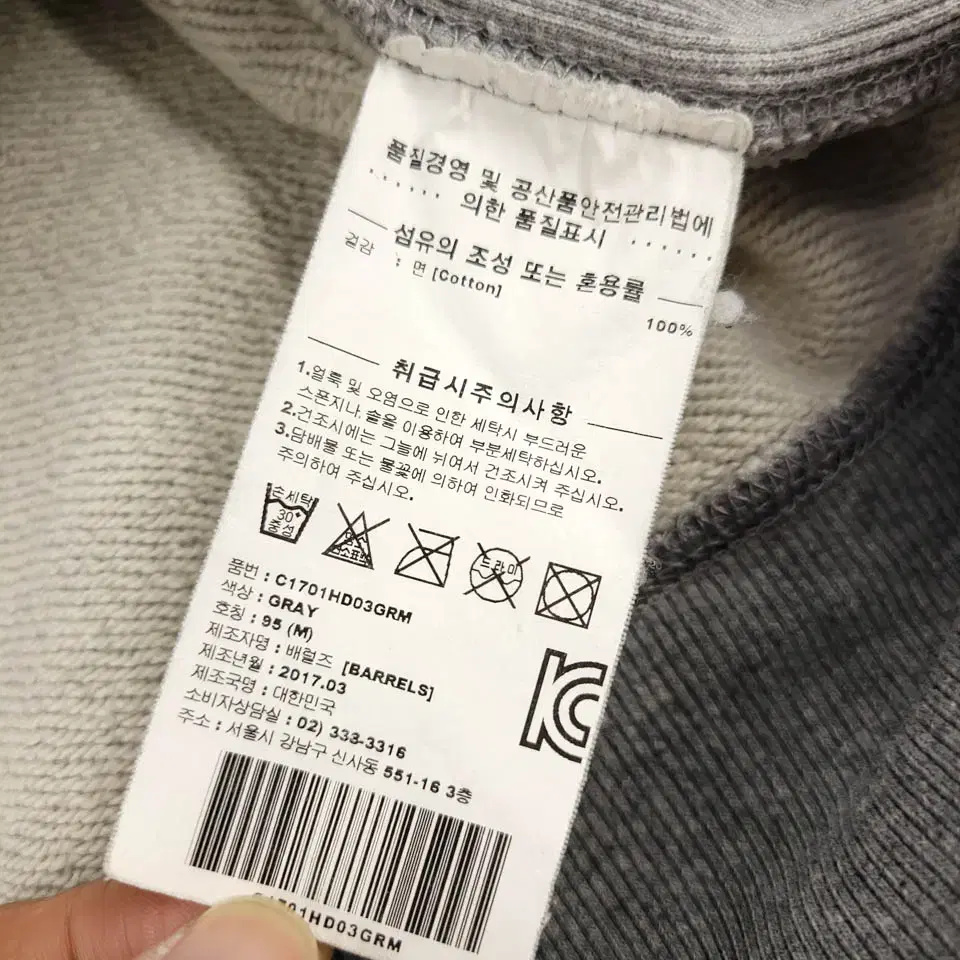 품질경영 및 공산품안전관리법에
...... 의한 품질표시 ......
섬유의 조성 또는 혼용률
겉감 : 면 [Cotton]
100%
취급시주의사항
1.얼룩 및 오염으로 인한 세탁시 부드러운
스폰지나, 솔을 이용하여 부분세탁하십시오.
2.건조시에는 그늘에 뉘여서 건조시켜 주십시오.
3.담배불 또는 불꽃에 의하여 인화되므로
주의하여 주십시오.
손세탁
30°
중성
염소표백
드라이
품번 : C1701HD03GRM
색상 : GRAY
호칭 : 95 (M)
제조자명 : 배럴즈 [BARRELS]
제조년월 : 2017.03
제조국명 : 대한민국
소비자상담실 : 02) 333-3316
주소 : 서울시 강남구 신사동 551-16 3층
KC
C1701HD03GRM